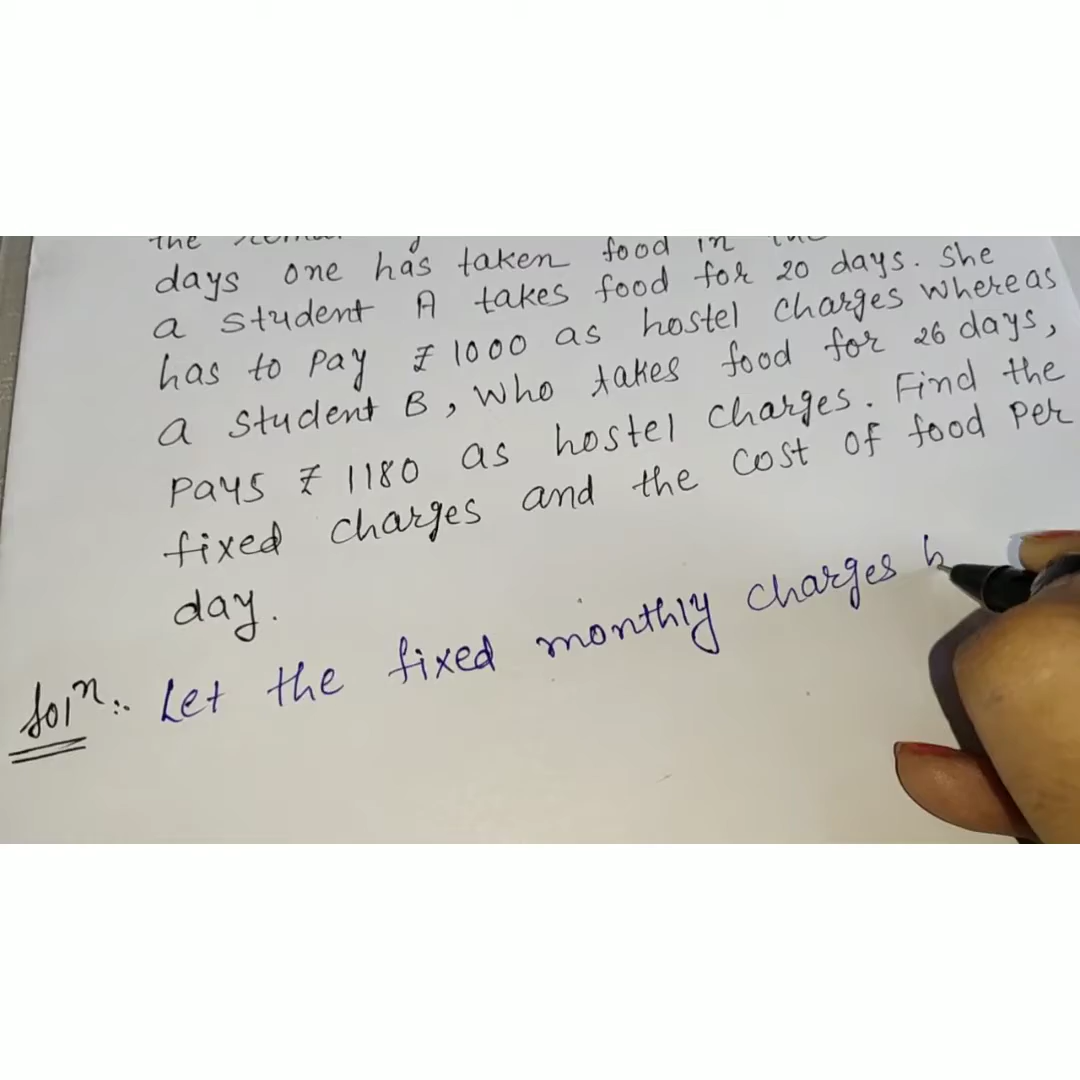 the
days one has taken food in
a student A takes food for 20 days. She
has to pay ₹ 1000 as hostel charges whereas
a student B, who takes food for 26 days,
pays ₹ 1180 as hostel charges. Find the
fixed charges and the cost of food per
day.
Solⁿ:. Let the fixed monthly charges b